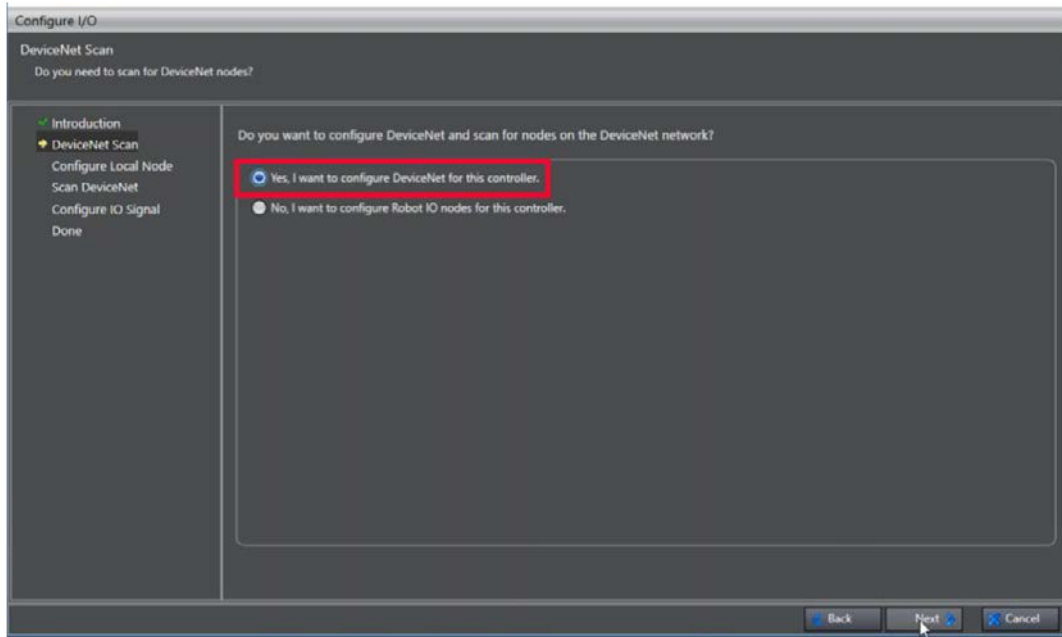 Configure I/O
DeviceNet Scan
Do you need to scan for DeviceNet nodes?
Introduction
DeviceNet Scan
Configure Local Node
Scan DeviceNet
Configure IO Signal
Done
Do you want to configure DeviceNet and scan for nodes on the DeviceNet network?
Yes, I want to configure DeviceNet for this controller.
No, I want to configure Robot IO nodes for this controller.
Back
Next
Cancel